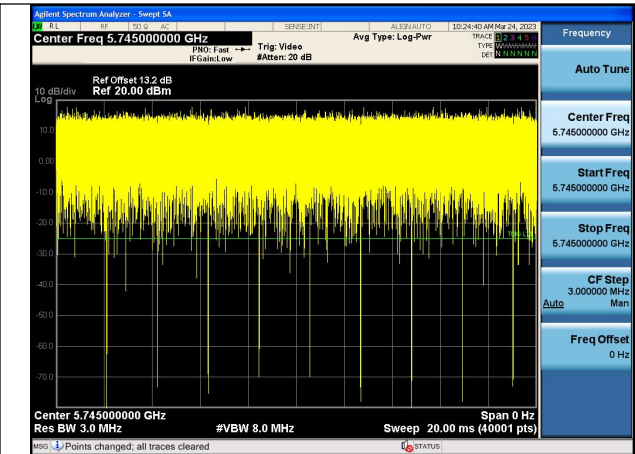 Agilent Spectrum Analyzer - Swept SA
RL RF 50 Ω AC SENSE:INT ALIGN AUTO 10:24:40 AM Mar 24, 2023
Center Freq 5.745000000 GHz
PNO: Fast
IFGain:Low
Trig: Video
#Atten: 20 dB
Avg Type: Log-Pwr
TRACE 1 2 3 4 5 6
TYPE
DET N N N N N N
Ref Offset 13.2 dB
10 dB/div Ref 20.00 dBm
Log
10.0
0.00
-10.0
-20.0
-30.0
-40.0
-50.0
-60.0
-70.0
Center 5.745000000 GHz
Span 0 Hz
Res BW 3.0 MHz
#VBW 8.0 MHz
Sweep 20.00 ms (40001 pts)
MSG Points changed; all traces cleared
STATUS
Frequency
Auto Tune
Center Freq
5.745000000 GHz
Start Freq
5.745000000 GHz
Stop Freq
5.745000000 GHz
CF Step
3.000000 MHz
Auto Man
Freq Offset
0 Hz